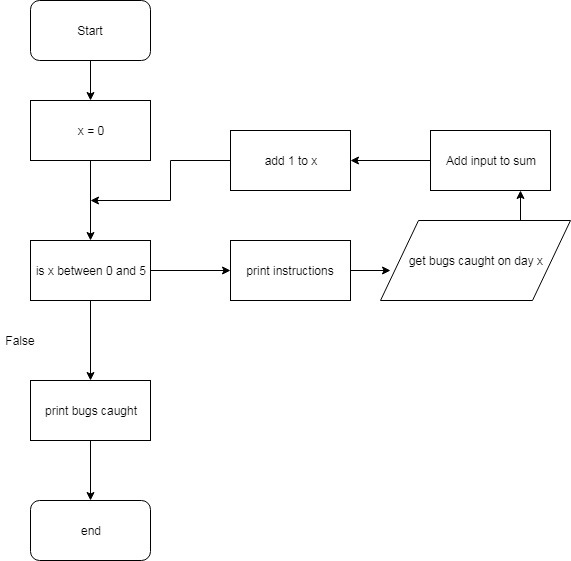 Start
x = 0
add 1 to x
Add input to sum
is x between 0 and 5
print instructions
get bugs caught on day x
False
print bugs caught
end